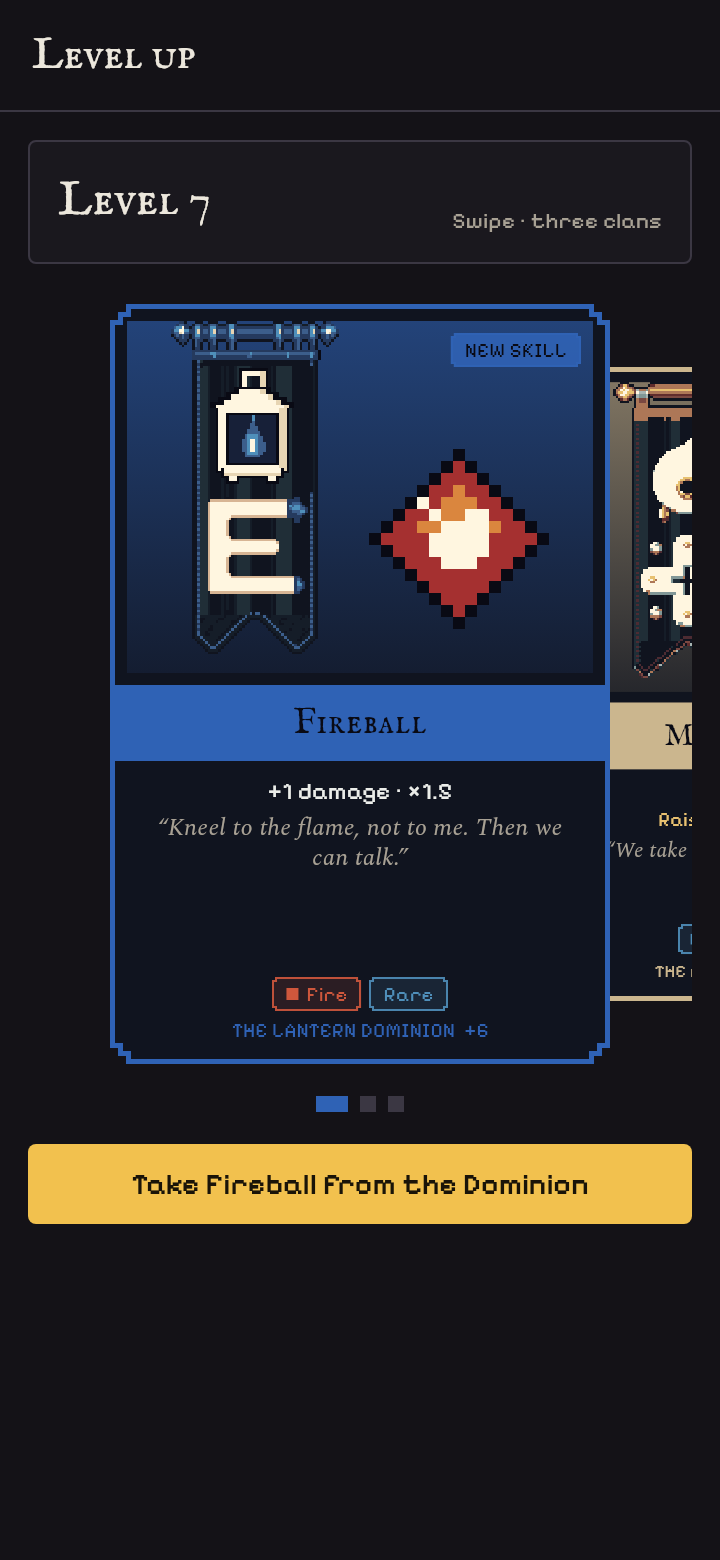 Level up
Level 7
Swipe · three clans
NEW SKILL
E
Fireball
+1 damage · ×1.8
“Kneel to the flame, not to me. Then we
can talk.”
Fire
Rare
THE LANTERN DOMINION +6
M
“We take
THE
Take Fireball from the Dominion